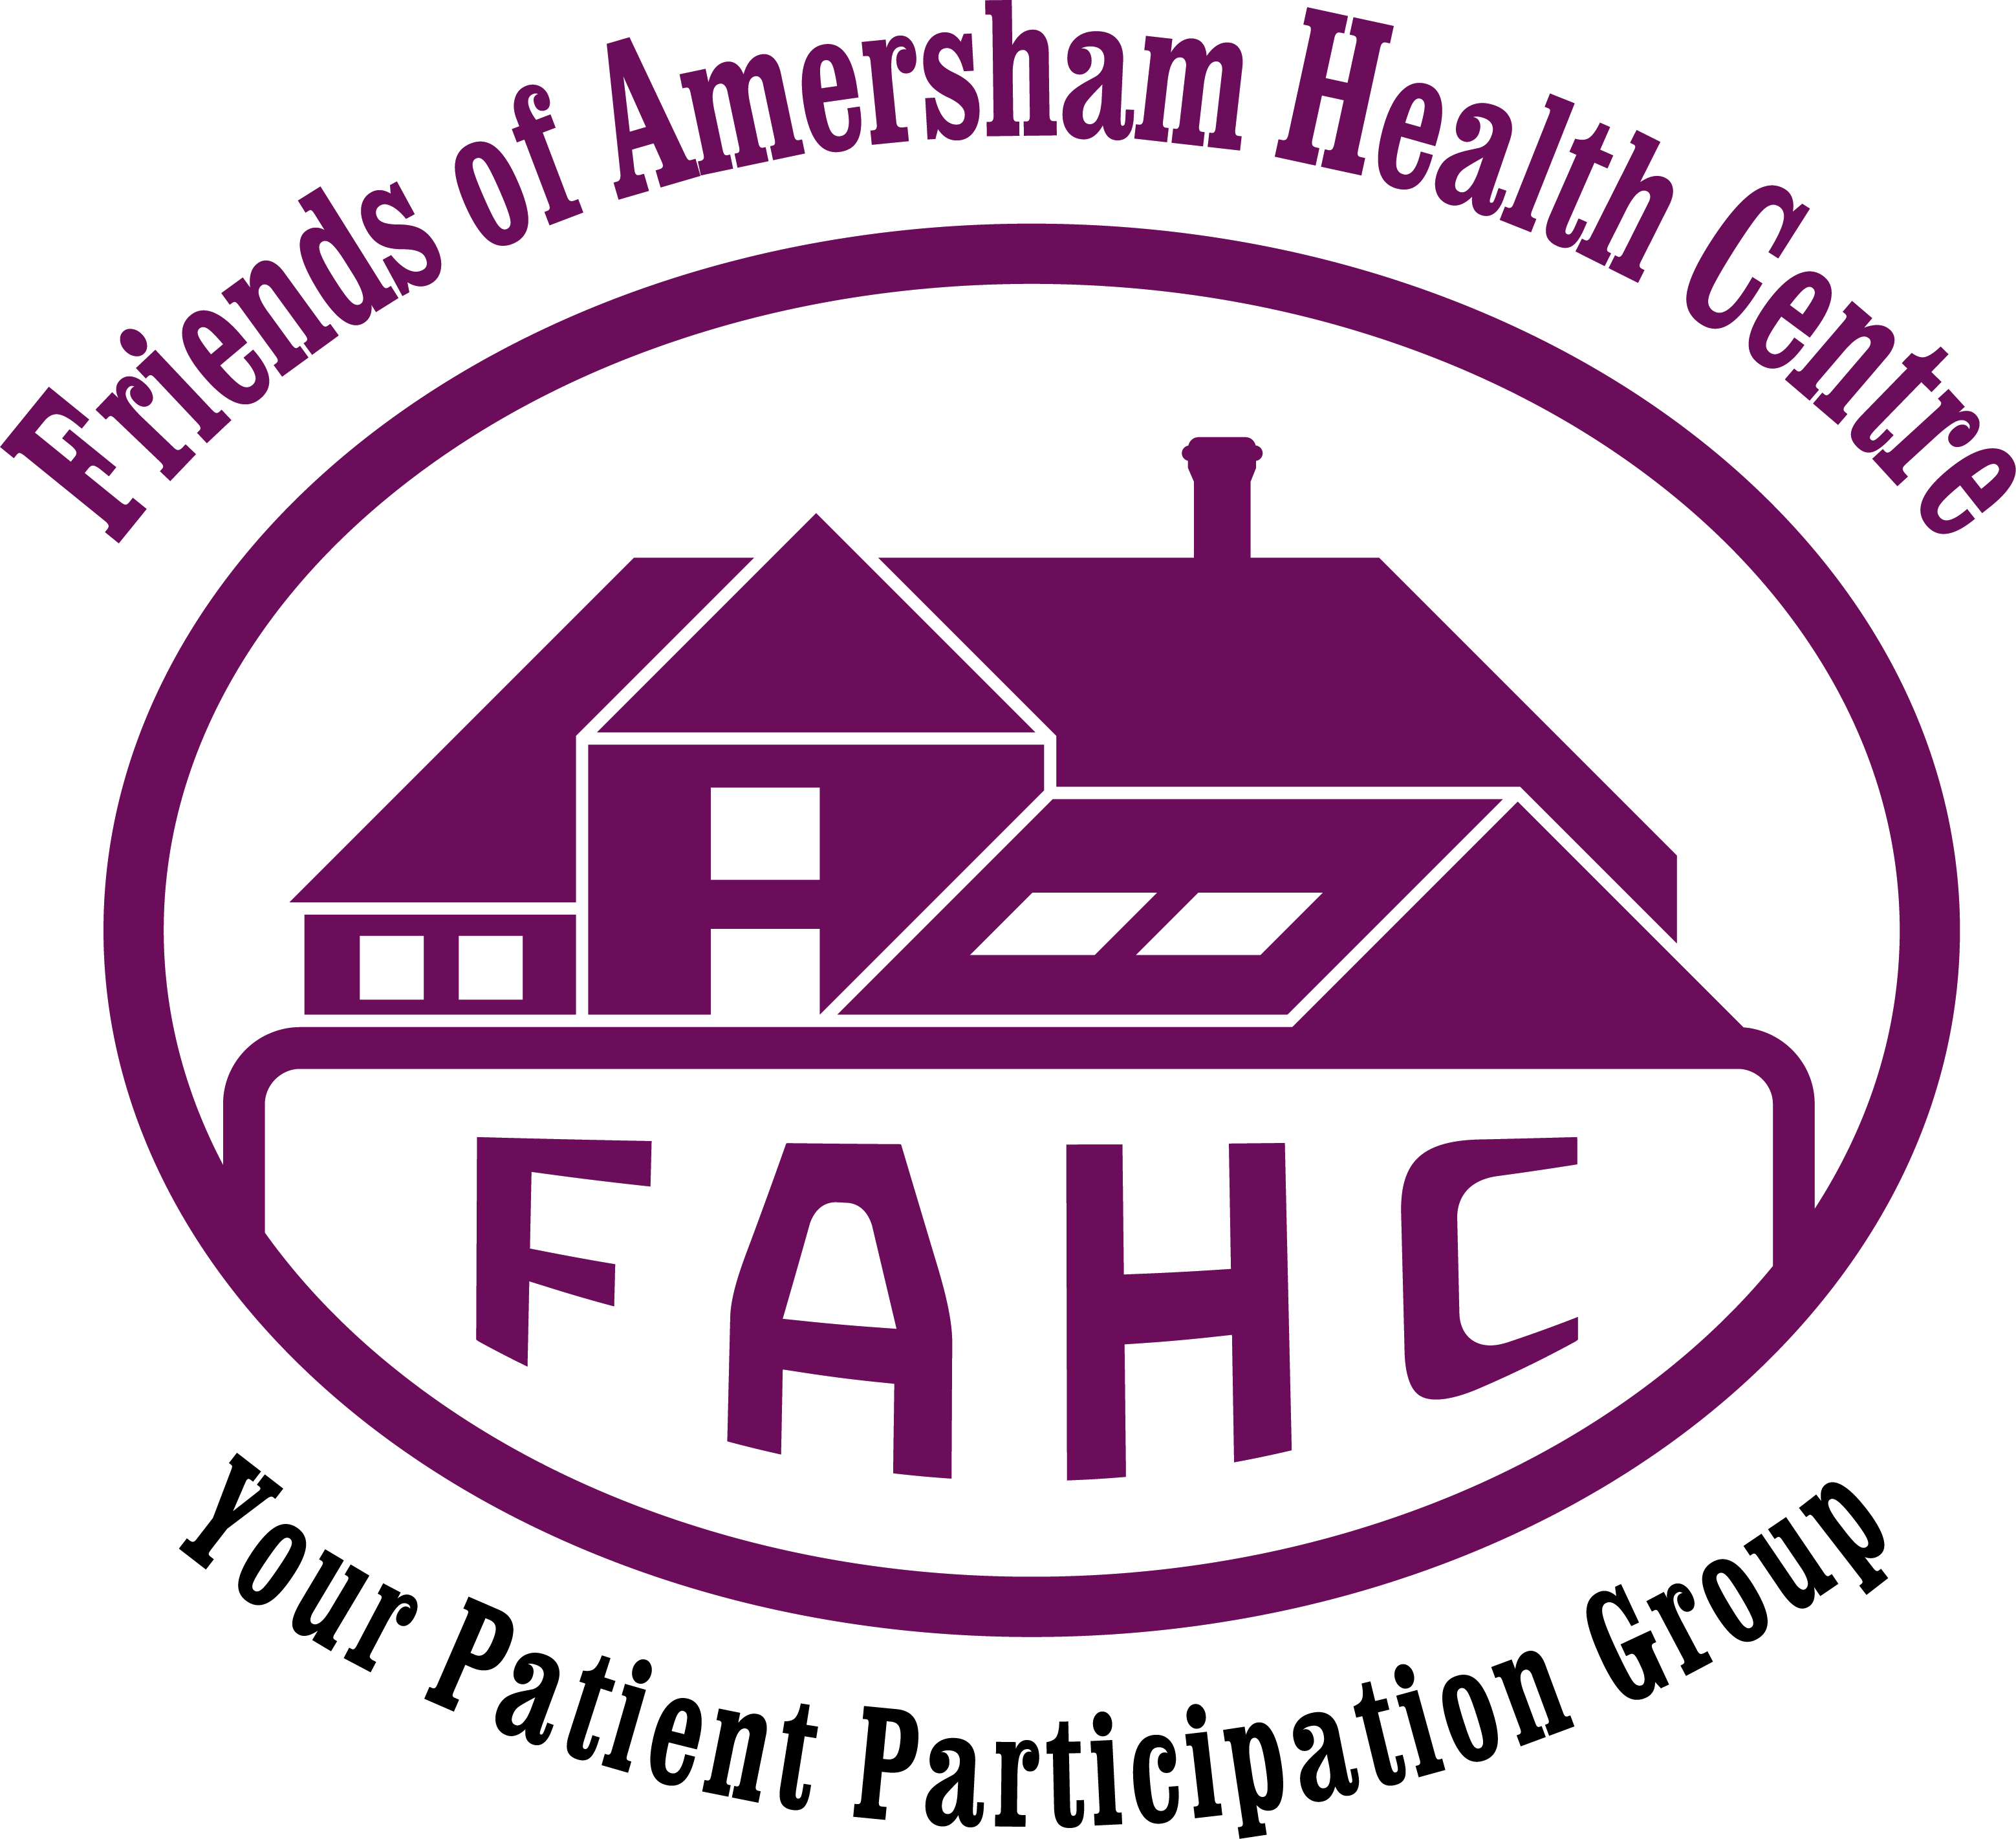 Friends of Amersham Health Centre
FAHC
Your Patient Participation Group